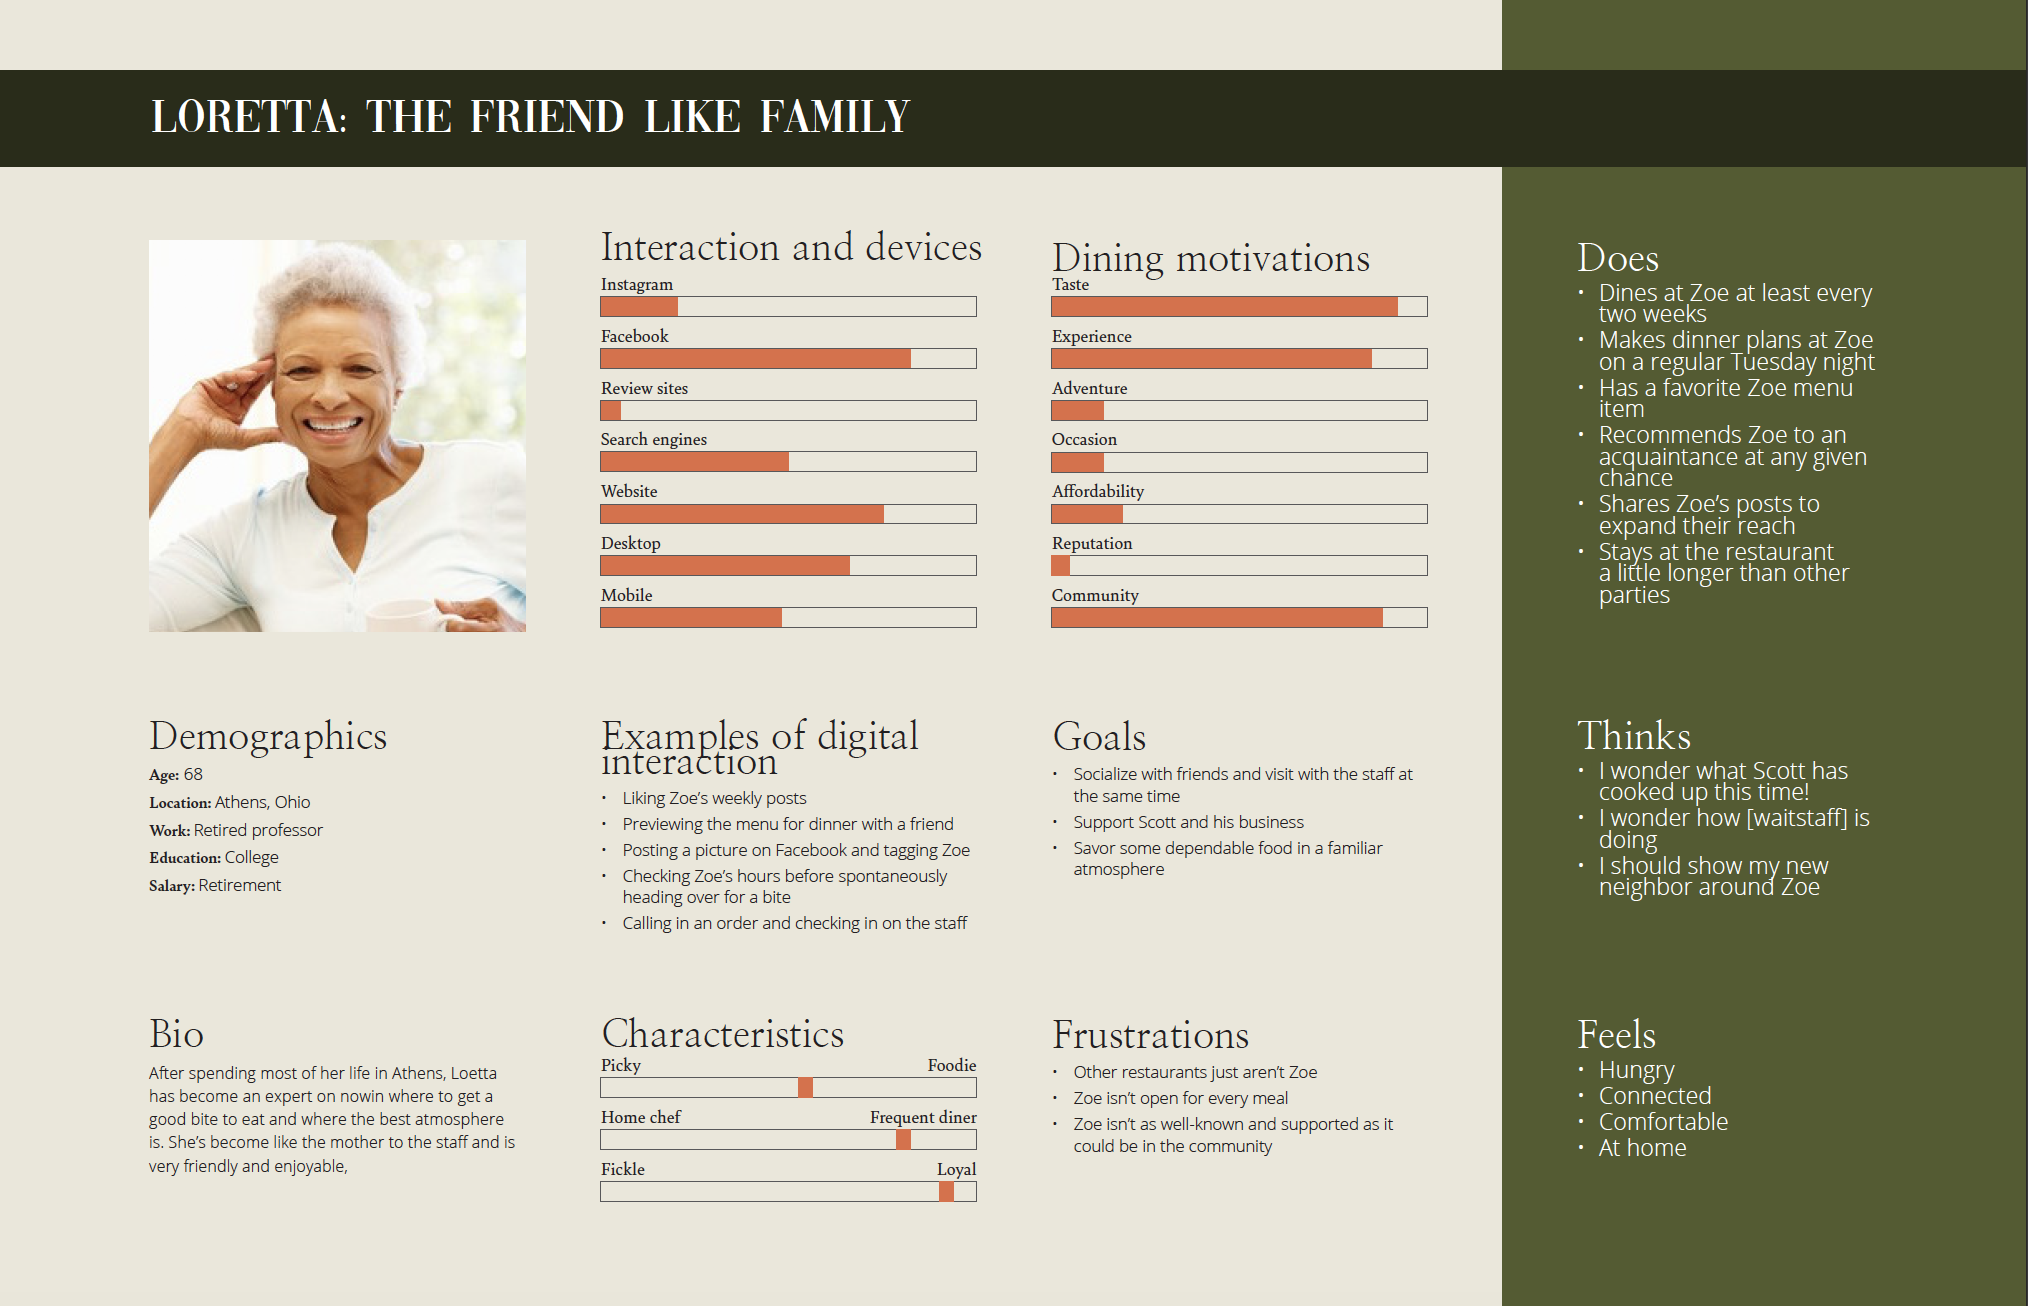 LORETTA: THE FRIEND LIKE FAMILY
Interaction and devices
Instagram
Facebook
Review sites
Search engines
Website
Desktop
Mobile
Dining motivations
Taste
Experience
Adventure
Occasion
Affordability
Reputation
Community
Does
• Dines at Zoe at least every
two weeks
• Makes dinner plans at Zoe
on a regular Tuesday night
• Has a favorite Zoe menu
item
• Recommends Zoe to an
acquaintance at any given
chance
• Shares Zoe’s posts to
expand their reach
• Stays at the restaurant
a little longer than other
parties
Demographics
Age: 68
Location: Athens, Ohio
Work: Retired professor
Education: College
Salary: Retirement
Examples of digital
interaction
• Liking Zoe’s weekly posts
• Previewing the menu for dinner with a friend
• Posting a picture on Facebook and tagging Zoe
• Checking Zoe’s hours before spontaneously
heading over for a bite
• Calling in an order and checking in on the staff
Goals
• Socialize with friends and visit with the staff at
the same time
• Support Scott and his business
• Savor some dependable food in a familiar
atmosphere
Thinks
• I wonder what Scott has
cooked up this time!
• I wonder how [waitstaff] is
doing
• I should show my new
neighbor around Zoe
Bio
After spending most of her life in Athens, Loetta
has become an expert on nowin where to get a
good bite to eat and where the best atmosphere
is. She’s become like the mother to the staff and is
very friendly and enjoyable,
Characteristics
Picky Foodie
Home chef Frequent diner
Fickle Loyal
Frustrations
• Other restaurants just aren’t Zoe
• Zoe isn’t open for every meal
• Zoe isn’t as well-known and supported as it
could be in the community
Feels
• Hungry
• Connected
• Comfortable
• At home